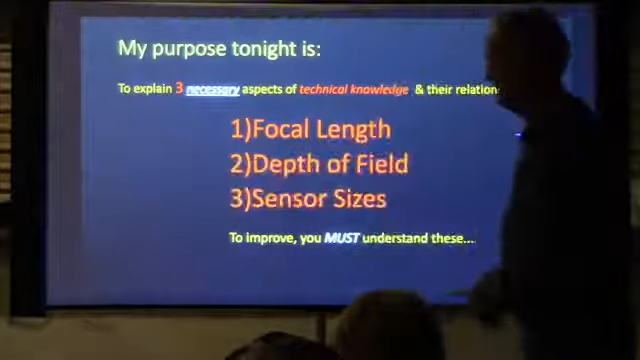 My purpose tonight is:
To explain 3 necessary aspects of technical knowledge & their relation
1)Focal Length
2)Depth of Field
3)Sensor Sizes
To improve, you MUST understand these...